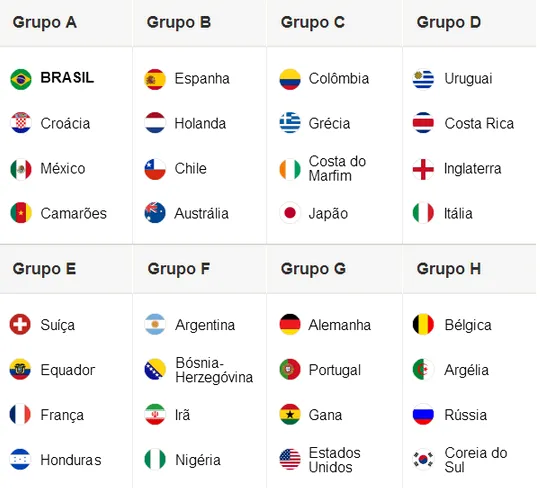 Grupo A
Grupo B
Grupo C
Grupo D
BRASIL
Espanha
Colômbia
Uruguai
Croácia
Holanda
Grécia
Costa Rica
México
Chile
Costa do
Marfim
Inglaterra
Camarões
Austrália
Japão
Itália
Grupo E
Grupo F
Grupo G
Grupo H
Suíça
Argentina
Alemanha
Bélgica
Equador
Bósnia-
Herzegóvina
Portugal
Argélia
França
Irã
Gana
Rússia
Honduras
Nigéria
Estados
Unidos
Coreia do
Sul